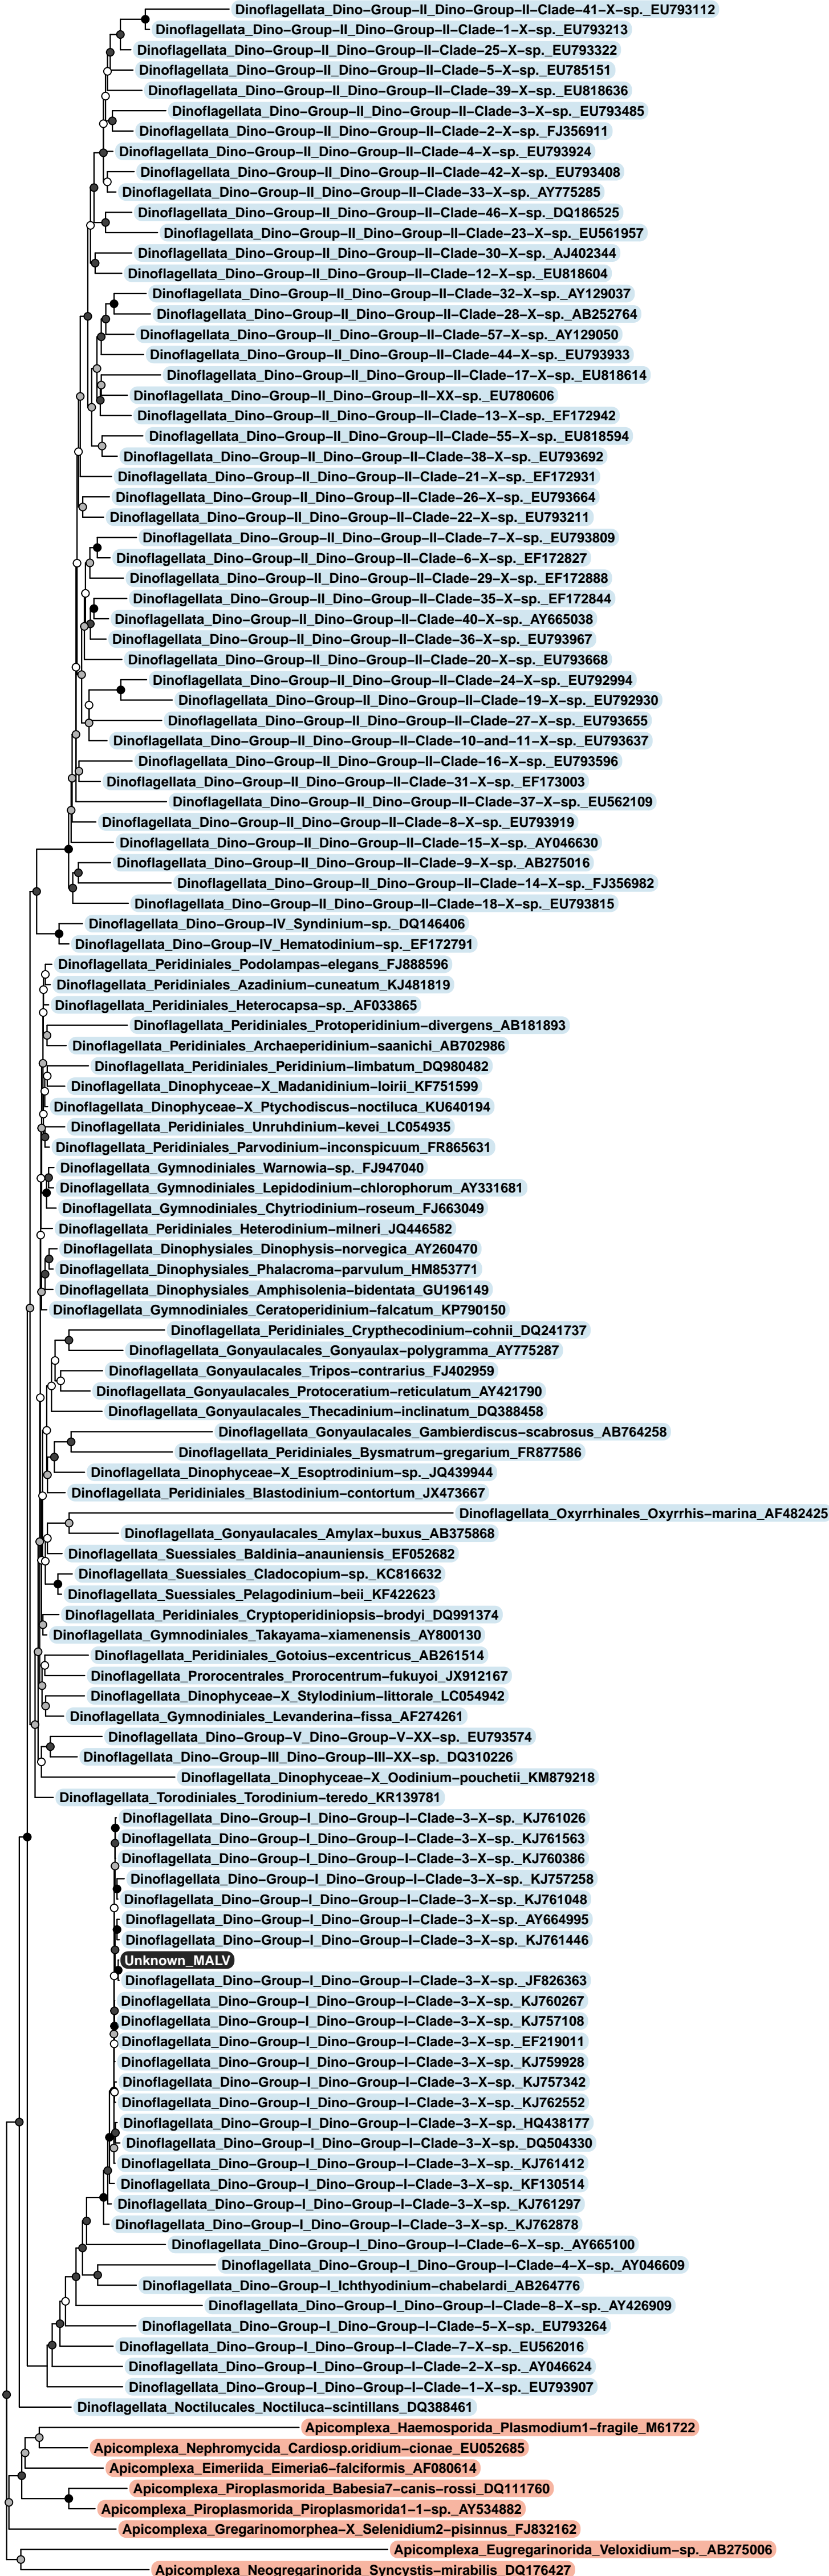 Dinoflagellata_Dino–Group–II_Dino–Group–II–Clade–41–X–sp._EU793112
Dinoflagellata_Dino–Group–II_Dino–Group–II–Clade–1–X–sp._EU793213
Dinoflagellata_Dino–Group–II_Dino–Group–II–Clade–25–X–sp._EU793322
Dinoflagellata_Dino–Group–II_Dino–Group–II–Clade–5–X–sp._EU785151
Dinoflagellata_Dino–Group–II_Dino–Group–II–Clade–39–X–sp._EU818636
Dinoflagellata_Dino–Group–II_Dino–Group–II–Clade–3–X–sp._EU793485
Dinoflagellata_Dino–Group–II_Dino–Group–II–Clade–2–X–sp._FJ356911
Dinoflagellata_Dino–Group–II_Dino–Group–II–Clade–4–X–sp._EU793924
Dinoflagellata_Dino–Group–II_Dino–Group–II–Clade–42–X–sp._EU793408
Dinoflagellata_Dino–Group–II_Dino–Group–II–Clade–33–X–sp._AY775285
Dinoflagellata_Dino–Group–II_Dino–Group–II–Clade–46–X–sp._DQ186525
Dinoflagellata_Dino–Group–II_Dino–Group–II–Clade–23–X–sp._EU561957
Dinoflagellata_Dino–Group–II_Dino–Group–II–Clade–30–X–sp._AJ402344
Dinoflagellata_Dino–Group–II_Dino–Group–II–Clade–12–X–sp._EU818604
Dinoflagellata_Dino–Group–II_Dino–Group–II–Clade–32–X–sp._AY129037
Dinoflagellata_Dino–Group–II_Dino–Group–II–Clade–28–X–sp._AB252764
Dinoflagellata_Dino–Group–II_Dino–Group–II–Clade–57–X–sp._AY129050
Dinoflagellata_Dino–Group–II_Dino–Group–II–Clade–44–X–sp._EU793933
Dinoflagellata_Dino–Group–II_Dino–Group–II–Clade–17–X–sp._EU818614
Dinoflagellata_Dino–Group–II_Dino–Group–II–XX–sp._EU780606
Dinoflagellata_Dino–Group–II_Dino–Group–II–Clade–13–X–sp._EF172942
Dinoflagellata_Dino–Group–II_Dino–Group–II–Clade–55–X–sp._EU818594
Dinoflagellata_Dino–Group–II_Dino–Group–II–Clade–38–X–sp._EU793692
Dinoflagellata_Dino–Group–II_Dino–Group–II–Clade–21–X–sp._EF172931
Dinoflagellata_Dino–Group–II_Dino–Group–II–Clade–26–X–sp._EU793664
Dinoflagellata_Dino–Group–II_Dino–Group–II–Clade–22–X–sp._EU793211
Dinoflagellata_Dino–Group–II_Dino–Group–II–Clade–7–X–sp._EU793809
Dinoflagellata_Dino–Group–II_Dino–Group–II–Clade–6–X–sp._EF172827
Dinoflagellata_Dino–Group–II_Dino–Group–II–Clade–29–X–sp._EF172888
Dinoflagellata_Dino–Group–II_Dino–Group–II–Clade–35–X–sp._EF172844
Dinoflagellata_Dino–Group–II_Dino–Group–II–Clade–40–X–sp._AY665038
Dinoflagellata_Dino–Group–II_Dino–Group–II–Clade–36–X–sp._EU793967
Dinoflagellata_Dino–Group–II_Dino–Group–II–Clade–20–X–sp._EU793668
Dinoflagellata_Dino–Group–II_Dino–Group–II–Clade–24–X–sp._EU792994
Dinoflagellata_Dino–Group–II_Dino–Group–II–Clade–19–X–sp._EU792930
Dinoflagellata_Dino–Group–II_Dino–Group–II–Clade–27–X–sp._EU793655
Dinoflagellata_Dino–Group–II_Dino–Group–II–Clade–10–and–11–X–sp._EU793637
Dinoflagellata_Dino–Group–II_Dino–Group–II–Clade–16–X–sp._EU793596
Dinoflagellata_Dino–Group–II_Dino–Group–II–Clade–31–X–sp._EF173003
Dinoflagellata_Dino–Group–II_Dino–Group–II–Clade–37–X–sp._EU562109
Dinoflagellata_Dino–Group–II_Dino–Group–II–Clade–8–X–sp._EU793919
Dinoflagellata_Dino–Group–II_Dino–Group–II–Clade–15–X–sp._AY046630
Dinoflagellata_Dino–Group–II_Dino–Group–II–Clade–9–X–sp._AB275016
Dinoflagellata_Dino–Group–II_Dino–Group–II–Clade–14–X–sp._FJ356982
Dinoflagellata_Dino–Group–II_Dino–Group–II–Clade–18–X–sp._EU793815
Dinoflagellata_Dino–Group–IV_Syndinium–sp._DQ146406
Dinoflagellata_Dino–Group–IV_Hematodinium–sp._EF172791
Dinoflagellata_Peridiniales_Podolampas–elegans_FJ888596
Dinoflagellata_Peridiniales_Azadinium–cuneatum_KJ481819
Dinoflagellata_Peridiniales_Heterocapsa–sp._AF033865
Dinoflagellata_Peridiniales_Protoperidinium–divergens_AB181893
Dinoflagellata_Peridiniales_Archaeperidinium–saanichi_AB702986
Dinoflagellata_Peridiniales_Peridinium–limbatum_DQ980482
Dinoflagellata_Dinophyceae–X_Madanidinium–loirii_KF751599
Dinoflagellata_Dinophyceae–X_Ptychodiscus–noctiluca_KU640194
Dinoflagellata_Peridiniales_Unruhdinium–kevei_LC054935
Dinoflagellata_Peridiniales_Parvodinium–inconspicuum_FR865631
Dinoflagellata_Gymnodiniales_Warnowia–sp._FJ947040
Dinoflagellata_Gymnodiniales_Lepidodinium–chlorophorum_AY331681
Dinoflagellata_Gymnodiniales_Chytriodinium–roseum_FJ663049
Dinoflagellata_Peridiniales_Heterodinium–milneri_JQ446582
Dinoflagellata_Dinophysiales_Dinophysis–norvegica_AY260470
Dinoflagellata_Dinophysiales_Phalacroma–parvulum_HM853771
Dinoflagellata_Dinophysiales_Amphisolenia–bidentata_GU196149
Dinoflagellata_Gymnodiniales_Ceratoperidinium–falcatum_KP790150
Dinoflagellata_Peridiniales_Crypthecodinium–cohnii_DQ241737
Dinoflagellata_Gonyaulacales_Gonyaulax–polygramma_AY775287
Dinoflagellata_Gonyaulacales_Tripos–contrarius_FJ402959
Dinoflagellata_Gonyaulacales_Protoceratium–reticulatum_AY421790
Dinoflagellata_Gonyaulacales_Thecadinium–inclinatum_DQ388458
Dinoflagellata_Gonyaulacales_Gambierdiscus–scabrosus_AB764258
Dinoflagellata_Peridiniales_Bysmatrum–gregarium_FR877586
Dinoflagellata_Dinophyceae–X_Esoptrodinium–sp._JQ439944
Dinoflagellata_Peridiniales_Blastodinium–contortum_JX473667
Dinoflagellata_Oxyrrhinales_Oxyrrhis–marina_AF482425
Dinoflagellata_Gonyaulacales_Amylax–buxus_AB375868
Dinoflagellata_Suessiales_Baldinia–anauniensis_EF052682
Dinoflagellata_Suessiales_Cladocopium–sp._KC816632
Dinoflagellata_Suessiales_Pelagodinium–beii_KF422623
Dinoflagellata_Peridiniales_Cryptoperidiniopsis–brodyi_DQ991374
Dinoflagellata_Gymnodiniales_Takayama–xiamenensis_AY800130
Dinoflagellata_Peridiniales_Gotoius–excentricus_AB261514
Dinoflagellata_Prorocentrales_Prorocentrum–fukuyoi_JX912167
Dinoflagellata_Dinophyceae–X_Stylodinium–littorale_LC054942
Dinoflagellata_Gymnodiniales_Levanderina–fissa_AF274261
Dinoflagellata_Dino–Group–V_Dino–Group–V–XX–sp._EU793574
Dinoflagellata_Dino–Group–III_Dino–Group–III–XX–sp._DQ310226
Dinoflagellata_Dinophyceae–X_Oodinium–pouchetii_KM879218
Dinoflagellata_Torodiniales_Torodinium–teredo_KR139781
Dinoflagellata_Dino–Group–I_Dino–Group–I–Clade–3–X–sp._KJ761026
Dinoflagellata_Dino–Group–I_Dino–Group–I–Clade–3–X–sp._KJ761563
Dinoflagellata_Dino–Group–I_Dino–Group–I–Clade–3–X–sp._KJ760386
Dinoflagellata_Dino–Group–I_Dino–Group–I–Clade–3–X–sp._KJ757258
Dinoflagellata_Dino–Group–I_Dino–Group–I–Clade–3–X–sp._KJ761048
Dinoflagellata_Dino–Group–I_Dino–Group–I–Clade–3–X–sp._AY664995
Dinoflagellata_Dino–Group–I_Dino–Group–I–Clade–3–X–sp._KJ761446
Unknown_MALV
Dinoflagellata_Dino–Group–I_Dino–Group–I–Clade–3–X–sp._JF826363
Dinoflagellata_Dino–Group–I_Dino–Group–I–Clade–3–X–sp._KJ760267
Dinoflagellata_Dino–Group–I_Dino–Group–I–Clade–3–X–sp._KJ757108
Dinoflagellata_Dino–Group–I_Dino–Group–I–Clade–3–X–sp._EF219011
Dinoflagellata_Dino–Group–I_Dino–Group–I–Clade–3–X–sp._KJ759928
Dinoflagellata_Dino–Group–I_Dino–Group–I–Clade–3–X–sp._KJ757342
Dinoflagellata_Dino–Group–I_Dino–Group–I–Clade–3–X–sp._KJ762552
Dinoflagellata_Dino–Group–I_Dino–Group–I–Clade–3–X–sp._HQ438177
Dinoflagellata_Dino–Group–I_Dino–Group–I–Clade–3–X–sp._DQ504330
Dinoflagellata_Dino–Group–I_Dino–Group–I–Clade–3–X–sp._KJ761412
Dinoflagellata_Dino–Group–I_Dino–Group–I–Clade–3–X–sp._KF130514
Dinoflagellata_Dino–Group–I_Dino–Group–I–Clade–3–X–sp._KJ761297
Dinoflagellata_Dino–Group–I_Dino–Group–I–Clade–3–X–sp._KJ762878
Dinoflagellata_Dino–Group–I_Dino–Group–I–Clade–6–X–sp._AY665100
Dinoflagellata_Dino–Group–I_Dino–Group–I–Clade–4–X–sp._AY046609
Dinoflagellata_Dino–Group–I_Ichthyodinium–chabelardi_AB264776
Dinoflagellata_Dino–Group–I_Dino–Group–I–Clade–8–X–sp._AY426909
Dinoflagellata_Dino–Group–I_Dino–Group–I–Clade–5–X–sp._EU793264
Dinoflagellata_Dino–Group–I_Dino–Group–I–Clade–7–X–sp._EU562016
Dinoflagellata_Dino–Group–I_Dino–Group–I–Clade–2–X–sp._AY046624
Dinoflagellata_Dino–Group–I_Dino–Group–I–Clade–1–X–sp._EU793907
Dinoflagellata_Noctilucales_Noctiluca–scintillans_DQ388461
Apicomplexa_Haemosporida_Plasmodium1–fragile_M61722
Apicomplexa_Nephromycida_Cardiosp.oridium–cionae_EU052685
Apicomplexa_Eimeriida_Eimeria6–falciformis_AF080614
Apicomplexa_Piroplasmorida_Babesia7–canis–rossi_DQ111760
Apicomplexa_Piroplasmorida_Piroplasmorida1–1–sp._AY534882
Apicomplexa_Gregarinomorphea–X_Selenidium2–pisinnus_FJ832162
Apicomplexa_Eugregarinorida_Veloxidium–sp._AB275006
Apicomplexa_Neogregarinorida_Syncystis–mirabilis_DQ176427